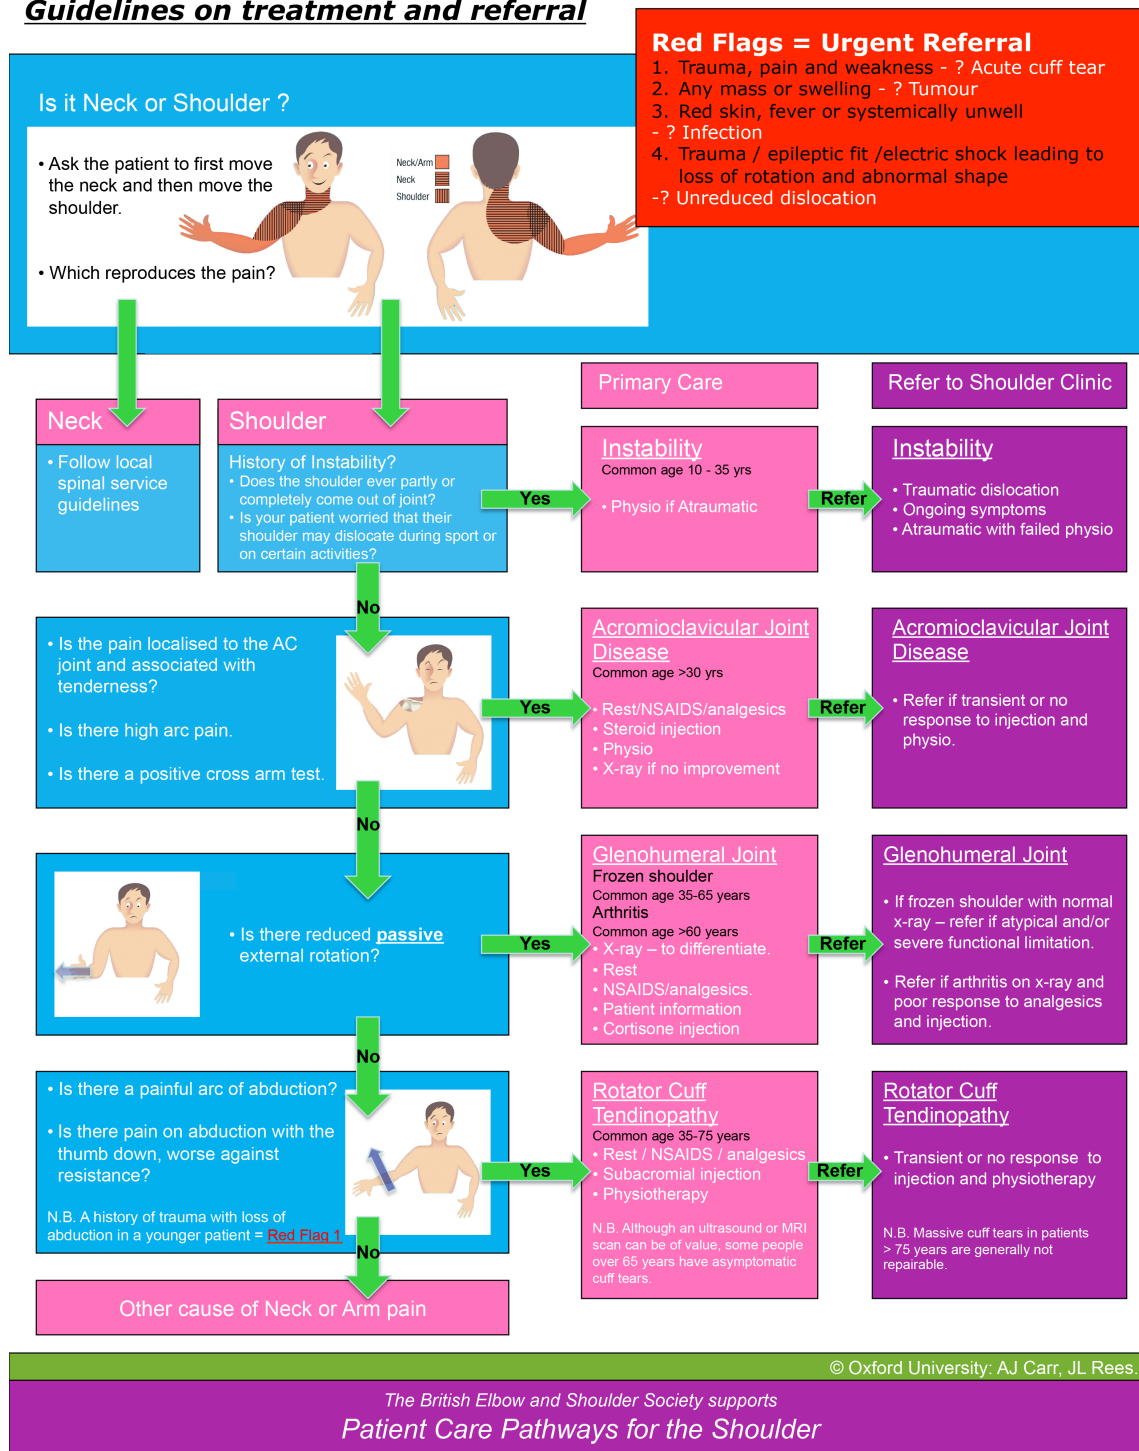 Guidelines on treatment and referral
Red Flags = Urgent Referral
1. Trauma, pain and weakness - ? Acute cuff tear
2. Any mass or swelling - ? Tumour
3. Red skin, fever or systemically unwell
- ? Infection
4. Trauma / epileptic fit /electric shock leading to
loss of rotation and abnormal shape
-? Unreduced dislocation
Is it Neck or Shoulder ?
• Ask the patient to first move
the neck and then move the
shoulder.
• Which reproduces the pain?
Neck/Arm
Neck
Shoulder
Primary Care
Refer to Shoulder Clinic
Neck
• Follow local
spinal service
guidelines
Shoulder
History of Instability?
• Does the shoulder ever partly or
completely come out of joint?
• Is your patient worried that their
shoulder may dislocate during sport or
on certain activities?
Yes
Instability
Common age 10 - 35 yrs
• Physio if Atraumatic
Refer
Instability
• Traumatic dislocation
• Ongoing symptoms
• Atraumatic with failed physio
No
• Is the pain localised to the AC
joint and associated with
tenderness?
• Is there high arc pain.
• Is there a positive cross arm test.
Yes
Acromioclavicular Joint
Disease
Common age >30 yrs
• Rest/NSAIDS/analgesics
• Steroid injection
• Physio
• X-ray if no improvement
Refer
Acromioclavicular Joint
Disease
• Refer if transient or no
response to injection and
physio.
No
• Is there reduced passive
external rotation?
Yes
Glenohumeral Joint
Frozen shoulder
Common age 35-65 years
Arthritis
Common age >60 years
• X-ray – to differentiate.
• Rest
• NSAIDS/analgesics.
• Patient information
• Cortisone injection
Refer
Glenohumeral Joint
• If frozen shoulder with normal
x-ray – refer if atypical and/or
severe functional limitation.
• Refer if arthritis on x-ray and
poor response to analgesics
and injection.
No
• Is there a painful arc of abduction?
• Is there pain on abduction with the
thumb down, worse against
resistance?
N.B. A history of trauma with loss of
abduction in a younger patient = Red Flag 1
Yes
Rotator Cuff
Tendinopathy
Common age 35-75 years
• Rest / NSAIDS / analgesics
• Subacromial injection
• Physiotherapy
N.B. Although an ultrasound or MRI
scan can be of value, some people
over 65 years have asymptomatic
cuff tears.
Refer
Rotator Cuff
Tendinopathy
• Transient or no response to
injection and physiotherapy
N.B. Massive cuff tears in patients
> 75 years are generally not
repairable.
No
Other cause of Neck or Arm pain
© Oxford University: AJ Carr, JL Rees.
The British Elbow and Shoulder Society supports
Patient Care Pathways for the Shoulder